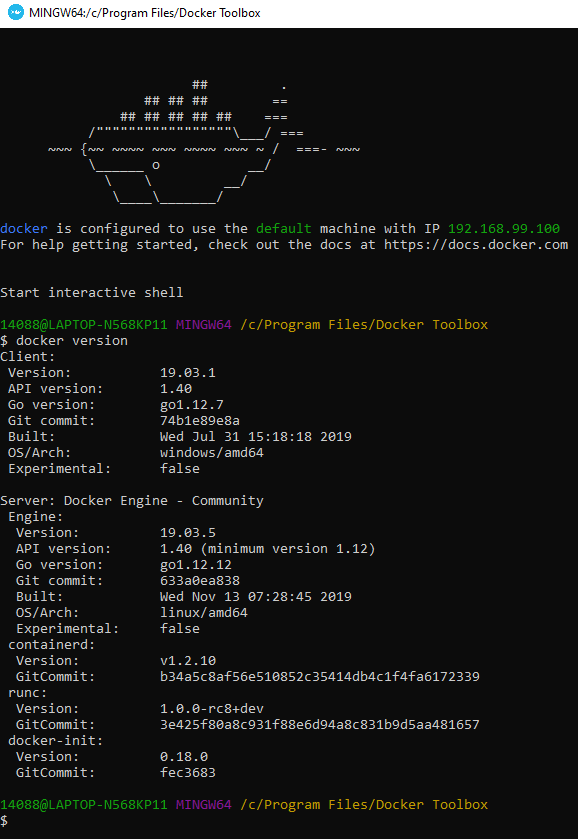 MINGW64:/c/Program Files/Docker Toolbox
                        ##         .
                  ## ## ##        ==
               ## ## ## ## ##    ===
           /"""""""""""""""""\___/ ===
      ~~~ {~~ ~~~~ ~~~ ~~~~ ~~~ ~ /  ===- ~~~
           \______ o           __/
             \    \         __/
              \____\_______/
docker is configured to use the default machine with IP 192.168.99.100
For help getting started, check out the docs at https://docs.docker.com
Start interactive shell
14088@LAPTOP-N568KP11 MINGW64 /c/Program Files/Docker Toolbox
$ docker version
Client:
 Version:           19.03.1
 API version:       1.40
 Go version:        go1.12.7
 Git commit:        74b1e89e8a
 Built:             Wed Jul 31 15:18:18 2019
 OS/Arch:           windows/amd64
 Experimental:      false
Server: Docker Engine - Community
 Engine:
  Version:          19.03.5
  API version:      1.40 (minimum version 1.12)
  Go version:       go1.12.12
  Git commit:       633a0ea838
  Built:            Wed Nov 13 07:28:45 2019
  OS/Arch:          linux/amd64
  Experimental:     false
 containerd:
  Version:          v1.2.10
  GitCommit:        b34a5c8af56e510852c35414db4c1f4fa6172339
 runc:
  Version:          1.0.0-rc8+dev
  GitCommit:        3e425f80a8c931f88e6d94a8c831b9d5aa481657
 docker-init:
  Version:          0.18.0
  GitCommit:        fec3683
14088@LAPTOP-N568KP11 MINGW64 /c/Program Files/Docker Toolbox
$